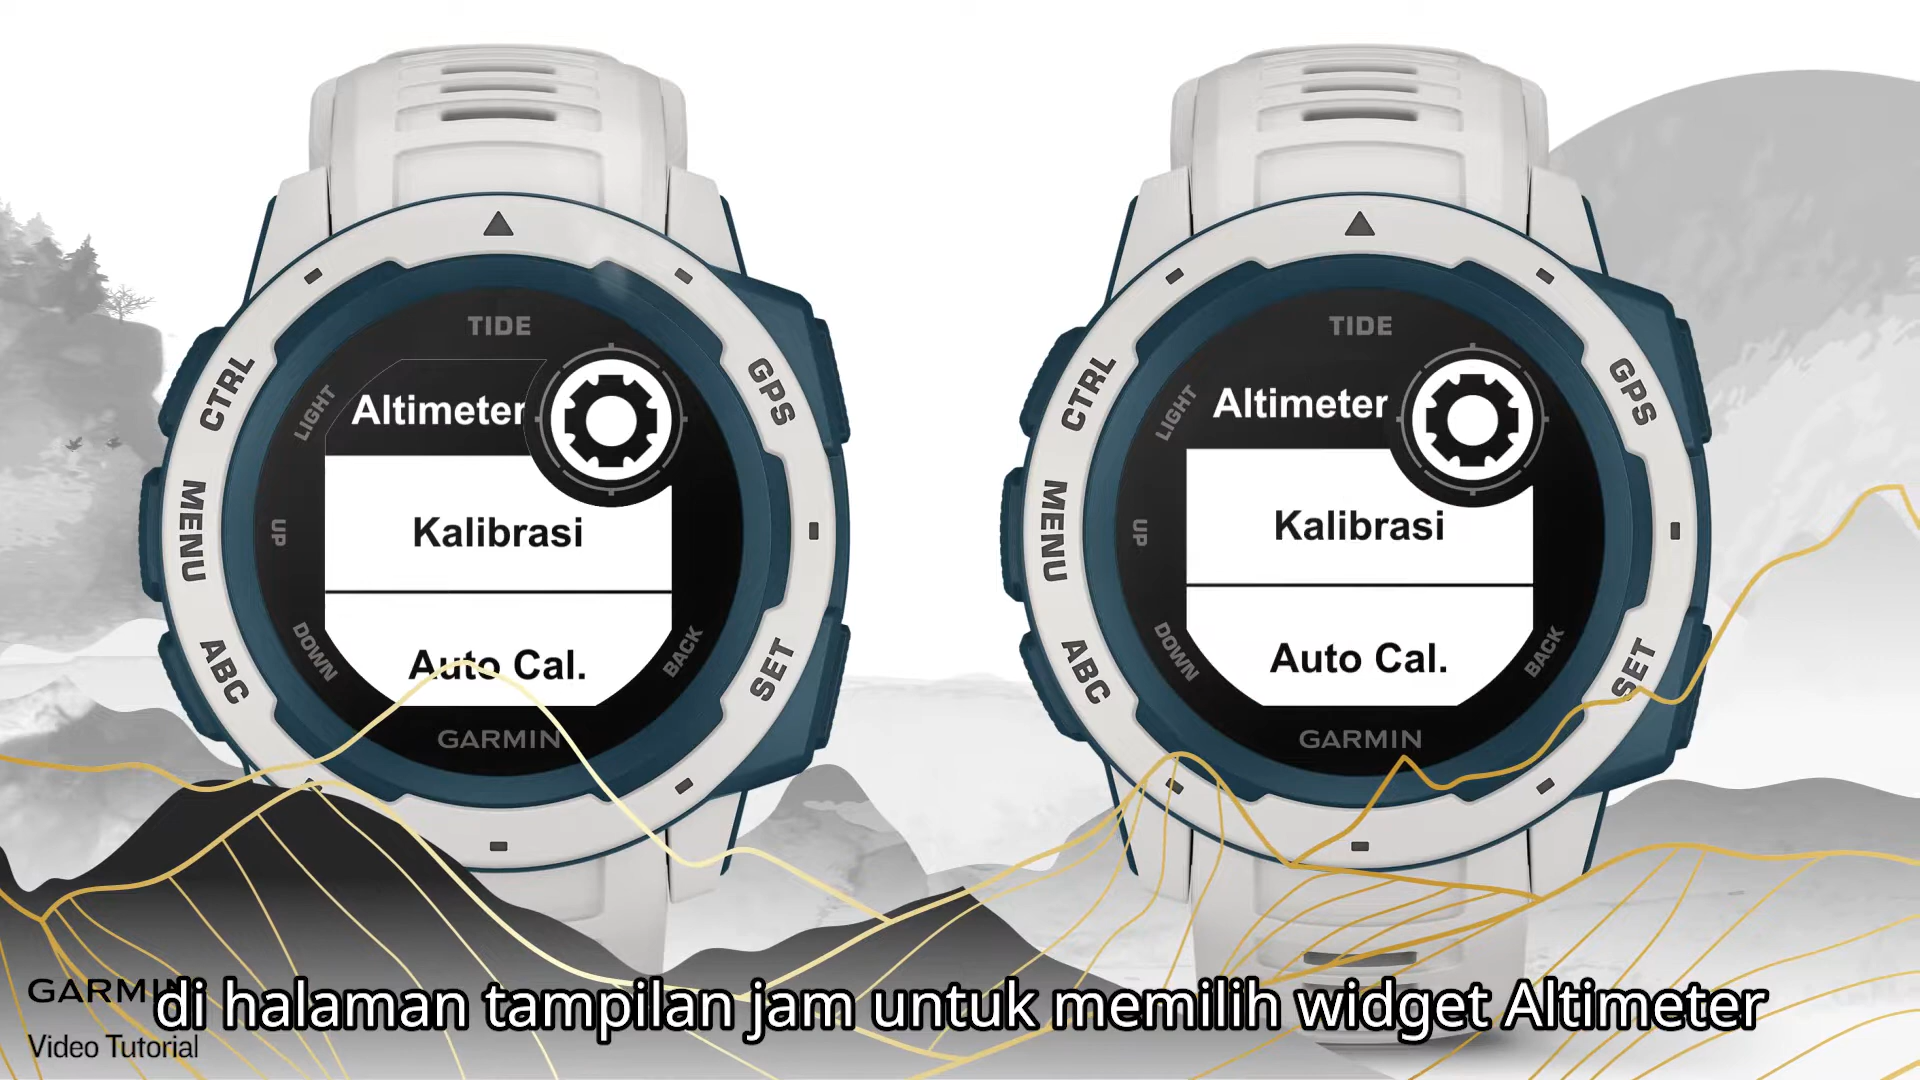 TIDE
CTRL
LIGHT
GPS
Altimeter
MENU
UP
Kalibrasi
ABC
DOWN
Auto Cal.
BACK
SET
GARMIN
TIDE
CTRL
LIGHT
GPS
Altimeter
MENU
UP
Kalibrasi
ABC
DOWN
Auto Cal.
BACK
SET
GARMIN
GARMIN
di halaman tampilan jam untuk memilih widget Altimeter
Video Tutorial